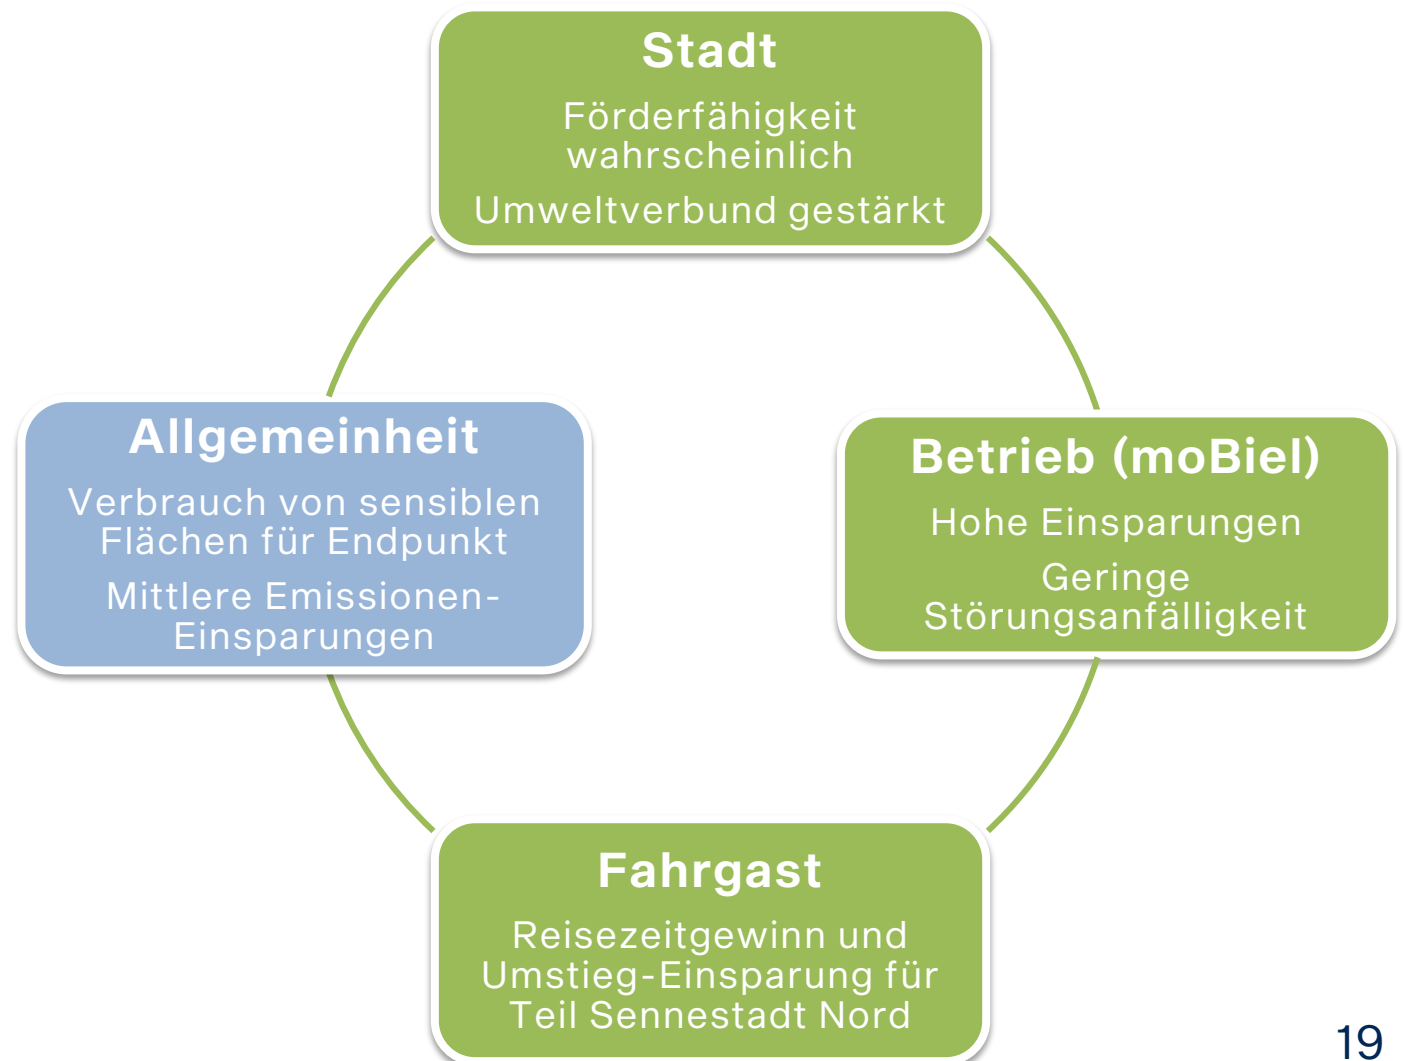 Stadt
Förderfähigkeit
wahrscheinlich
Umweltverbund gestärkt
Allgemeinheit
Verbrauch von sensiblen
Flächen für Endpunkt
Mittlere Emissionen-
Einsparungen
Betrieb (moBiel)
Hohe Einsparungen
Geringe
Störungsanfälligkeit
Fahrgast
Reisezeitgewinn und
Umstieg-Einsparung für
Teil Sennestadt Nord
19